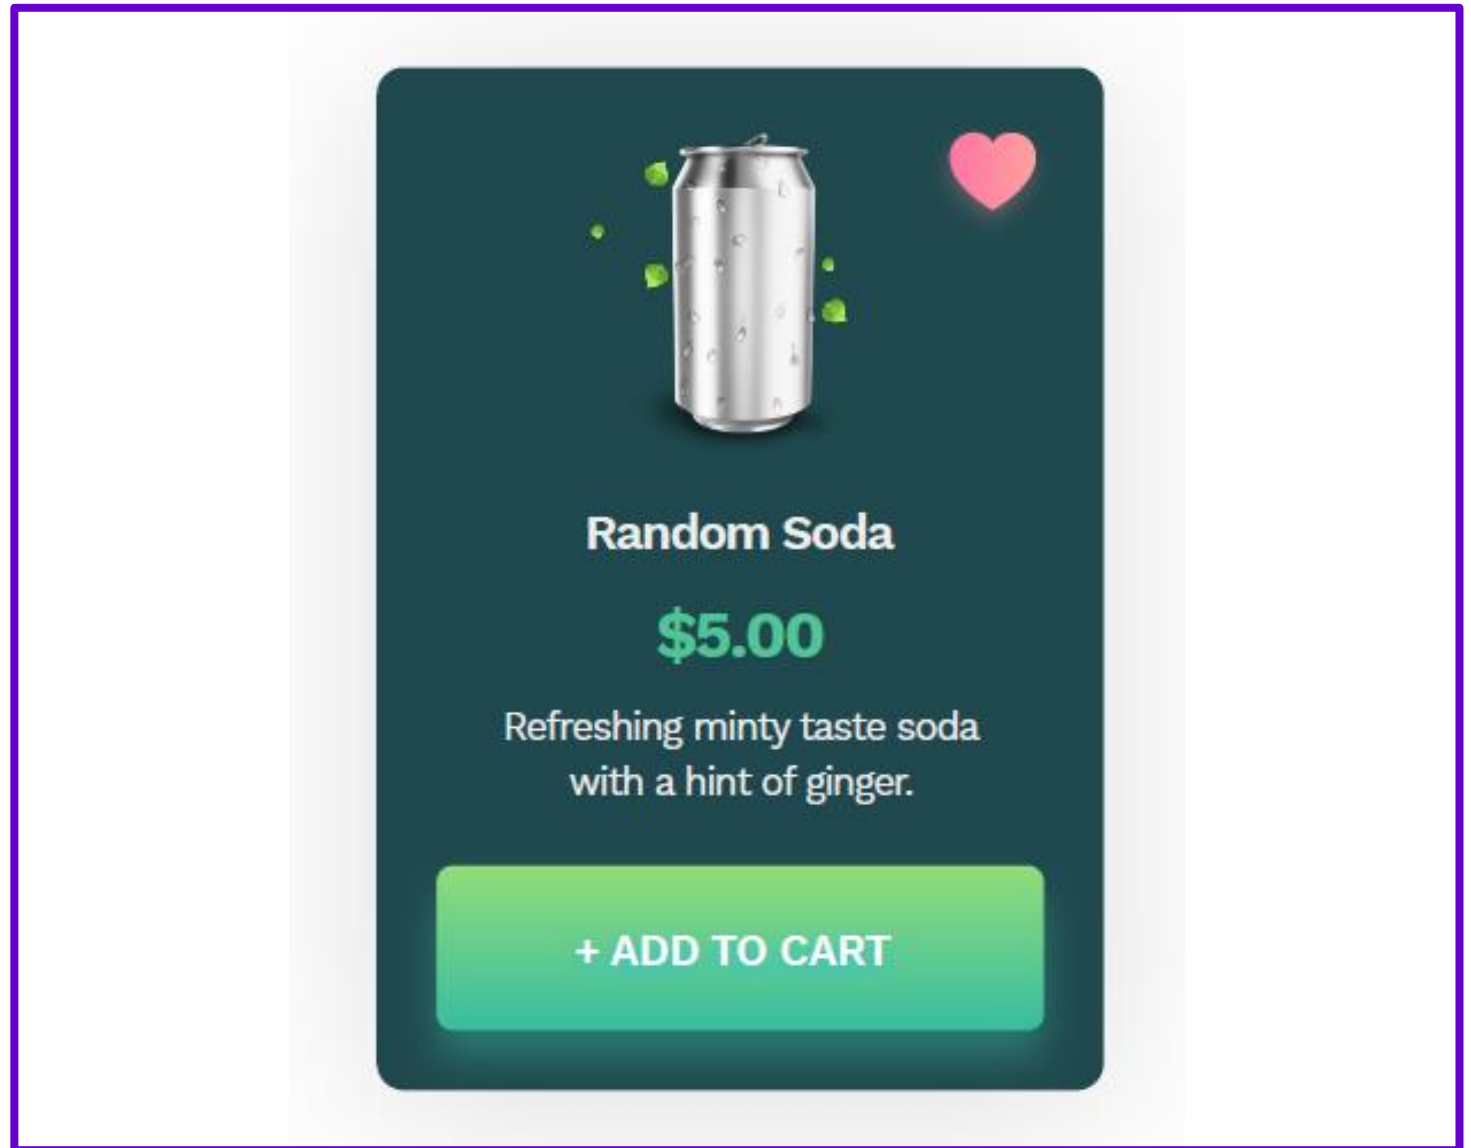 Random Soda
$5.00
Refreshing minty taste soda
with a hint of ginger.
+ ADD TO CART